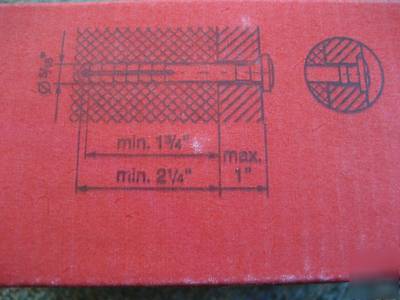 Ø 5/16"
min. 1¾" max.
min. 2¼" 1"